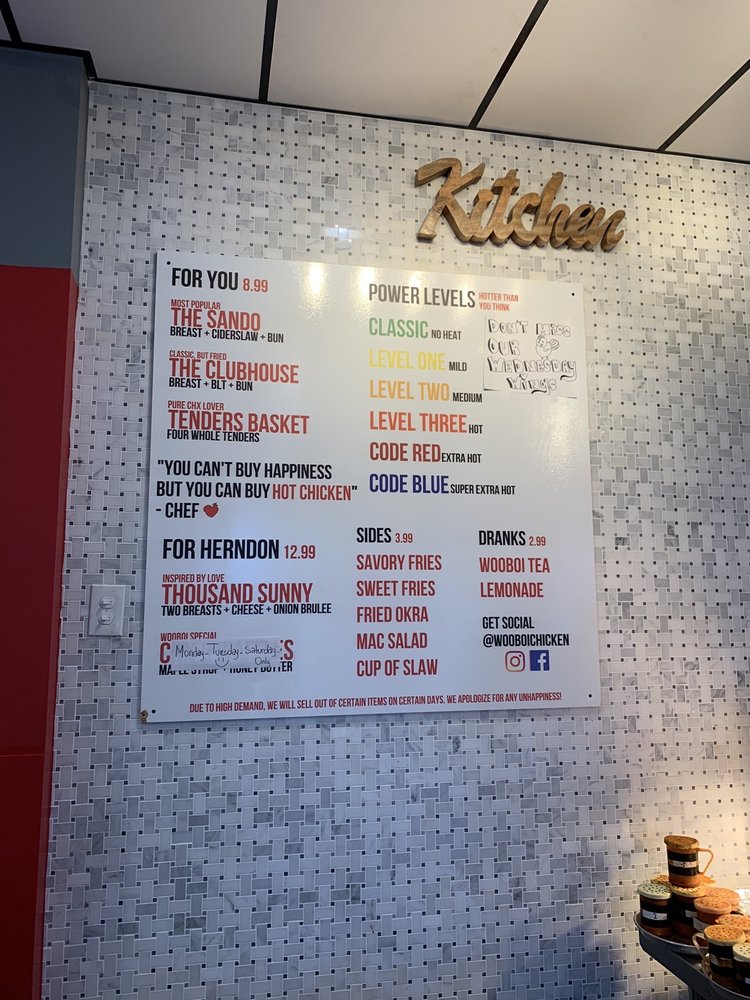 Kitchen
FOR YOU 8.99
MOST POPULAR
THE SANDO
BREAST + CIDERSLAW + BUN
CLASSIC, BUT FRIED
THE CLUBHOUSE
BREAST + BLT + BUN
PURE CHX LOVER
TENDERS BASKET
FOUR WHOLE TENDERS
"YOU CAN'T BUY HAPPINESS
BUT YOU CAN BUY HOT CHICKEN"
- CHEF
FOR HERNDON 12.99
INSPIRED BY LOVE
THOUSAND SUNNY
TWO BREASTS + CHEESE + ONION BRULEE
WOOBOI SPECIAL
Monday - Tuesday - Saturday
Only
MAPLE SYRUP + HONEY BUTTER
POWER LEVELS HOTTER THAN
YOU THINK
CLASSIC NO HEAT
LEVEL ONE MILD
LEVEL TWO MEDIUM
LEVEL THREE HOT
CODE RED EXTRA HOT
CODE BLUE SUPER EXTRA HOT
DON'T MISS
OUR
WEDNESDAY
WINGS
SIDES 3.99
SAVORY FRIES
SWEET FRIES
FRIED OKRA
MAC SALAD
CUP OF SLAW
DRANKS 2.99
WOOBOI TEA
LEMONADE
GET SOCIAL
@WOOBOICHICKEN
DUE TO HIGH DEMAND, WE WILL SELL OUT OF CERTAIN ITEMS ON CERTAIN DAYS. WE APOLOGIZE FOR ANY UNHAPPINESS!